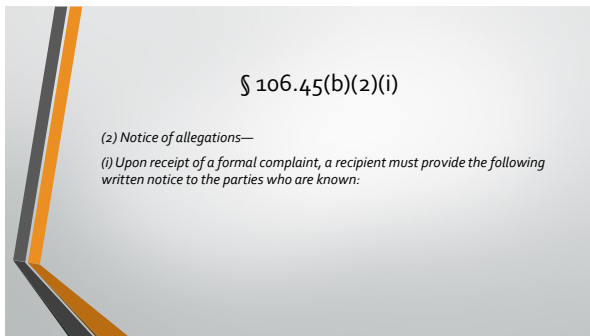 § 106.45(b)(2)(i)
(2) Notice of allegations—
(i) Upon receipt of a formal complaint, a recipient must provide the following
written notice to the parties who are known: